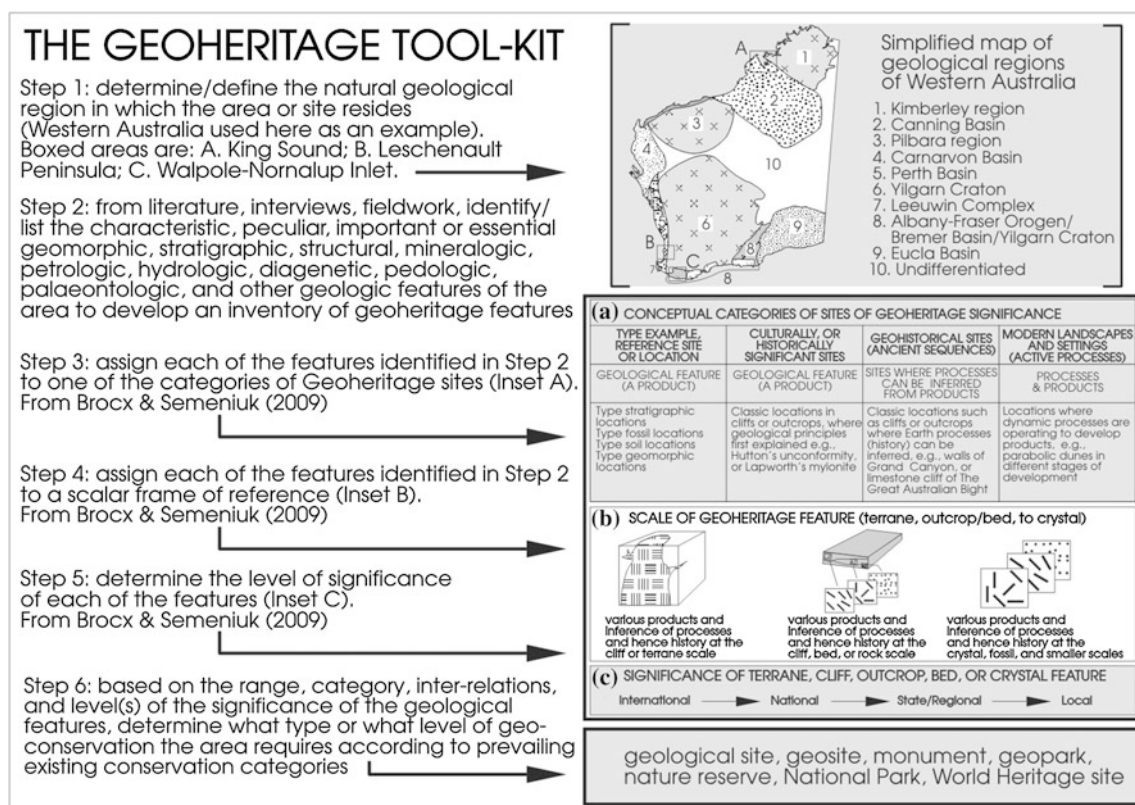 THE GEOHERITAGE TOOL-KIT
Step 1: determine/define the natural geological
region in which the area or site resides
(Western Australia used here as an example).
Boxed areas are: A. King Sound; B. Leschenault
Peninsula; C. Walpole-Nornalup Inlet.
Step 2: from literature, interviews, fieldwork, identify/
list the characteristic, peculiar, important or essential
geomorphic, stratigraphic, structural, mineralogic,
petrologic, hydrologic, diagenetic, pedologic,
palaeontologic, and other geologic features of the
area to develop an inventory of geoheritage features
Step 3: assign each of the features identified in Step 2
to one of the categories of Geoheritage sites (Inset A).
From Brocx & Semeniuk (2009)
Step 4: assign each of the features identified in Step 2
to a scalar frame of reference (Inset B).
From Brocx & Semeniuk (2009)
Step 5: determine the level of significance
of each of the features (Inset C).
From Brocx & Semeniuk (2009)
Step 6: based on the range, category, inter-relations,
and level(s) of the significance of the geological
features, determine what type or what level of geo-
conservation the area requires according to prevailing
existing conservation categories
A
1
2
3
4
10
5
6
9
B
8
7
C
8
Simplified map of
geological regions
of Western Australia
1. Kimberley region
2. Canning Basin
3. Pilbara region
4. Carnarvon Basin
5. Perth Basin
6. Yilgarn Craton
7. Leeuwin Complex
8. Albany-Fraser Orogen/
Bremer Basin/Yilgarn Craton
9. Eucla Basin
10. Undifferentiated
(a) CONCEPTUAL CATEGORIES OF SITES OF GEOHERITAGE SIGNIFICANCE
TYPE EXAMPLE,
REFERENCE SITE
OR LOCATION
GEOLOGICAL FEATURE
(A PRODUCT)
Type stratigraphic
locations
Type fossil locations
Type soil locations
Type geomorphic
locations
CULTURALLY, OR
HISTORICALLY
SIGNIFICANT SITES
GEOLOGICAL FEATURE
(A PRODUCT)
Classic locations in
cliffs or outcrops, where
geological principles
first explained e.g.,
Hutton's unconformity,
or Lapworth's mylonite
GEOHISTORICAL SITES
(ANCIENT SEQUENCES)
SITES WHERE PROCESSES
CAN BE INFERRED
FROM PRODUCTS
Classic locations such
as cliffs or outcrops
where Earth processes
(history) can be
inferred, e.g., walls of
Grand Canyon, or
limestone cliff of The
Great Australian Bight
MODERN LANDSCAPES
AND SETTINGS
(ACTIVE PROCESSES)
PROCESSES
& PRODUCTS
Locations where
dynamic processes are
operating to develop
products, e.g.,
parabolic dunes in
different stages of
development
(b) SCALE OF GEOHERITAGE FEATURE (terrane, outcrop/bed, to crystal)
various products and
inference of processes
and hence history at the
cliff or terrane scale
various products and
inference of processes
and hence history at the
cliff, bed, or rock scale
various products and
inference of processes
and hence history at the
crystal, fossil, and smaller scales
(c) SIGNIFICANCE OF TERRANE, CLIFF, OUTCROP, BED, OR CRYSTAL FEATURE
International National State/Regional Local
geological site, geosite, monument, geopark,
nature reserve, National Park, World Heritage site